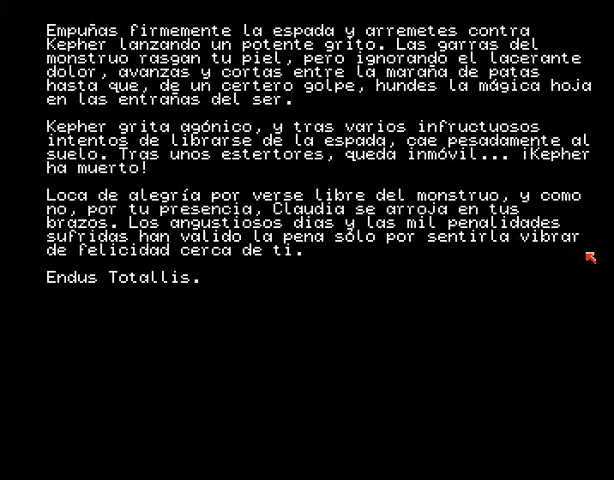 Empuñas firmemente la espada y arremetes contra
Kepher lanzando un potente grito. Las garras del
monstruo rasgan tu piel, pero ignorando el lacerante
dolor, avanzas y cortas entre la maraña de patas
hasta que, de un certero golpe, hundes la mágica hoja
en las entrañas del ser.
Kepher grita agónico, y tras varios infructuosos
intentos de librarse de la espada, cae pesadamente al
suelo. Tras unos estertores, queda inmóvil... ¡Kepher
ha muerto!
Loca de alegría por verse libre del monstruo, y como
no, por tu presencia, Claudia se arroja en tus
brazos. Los angustiosos días y las mil penalidades
sufridas han valido la pena sólo por sentirla vibrar
de felicidad cerca de ti.
Endus Totallis.